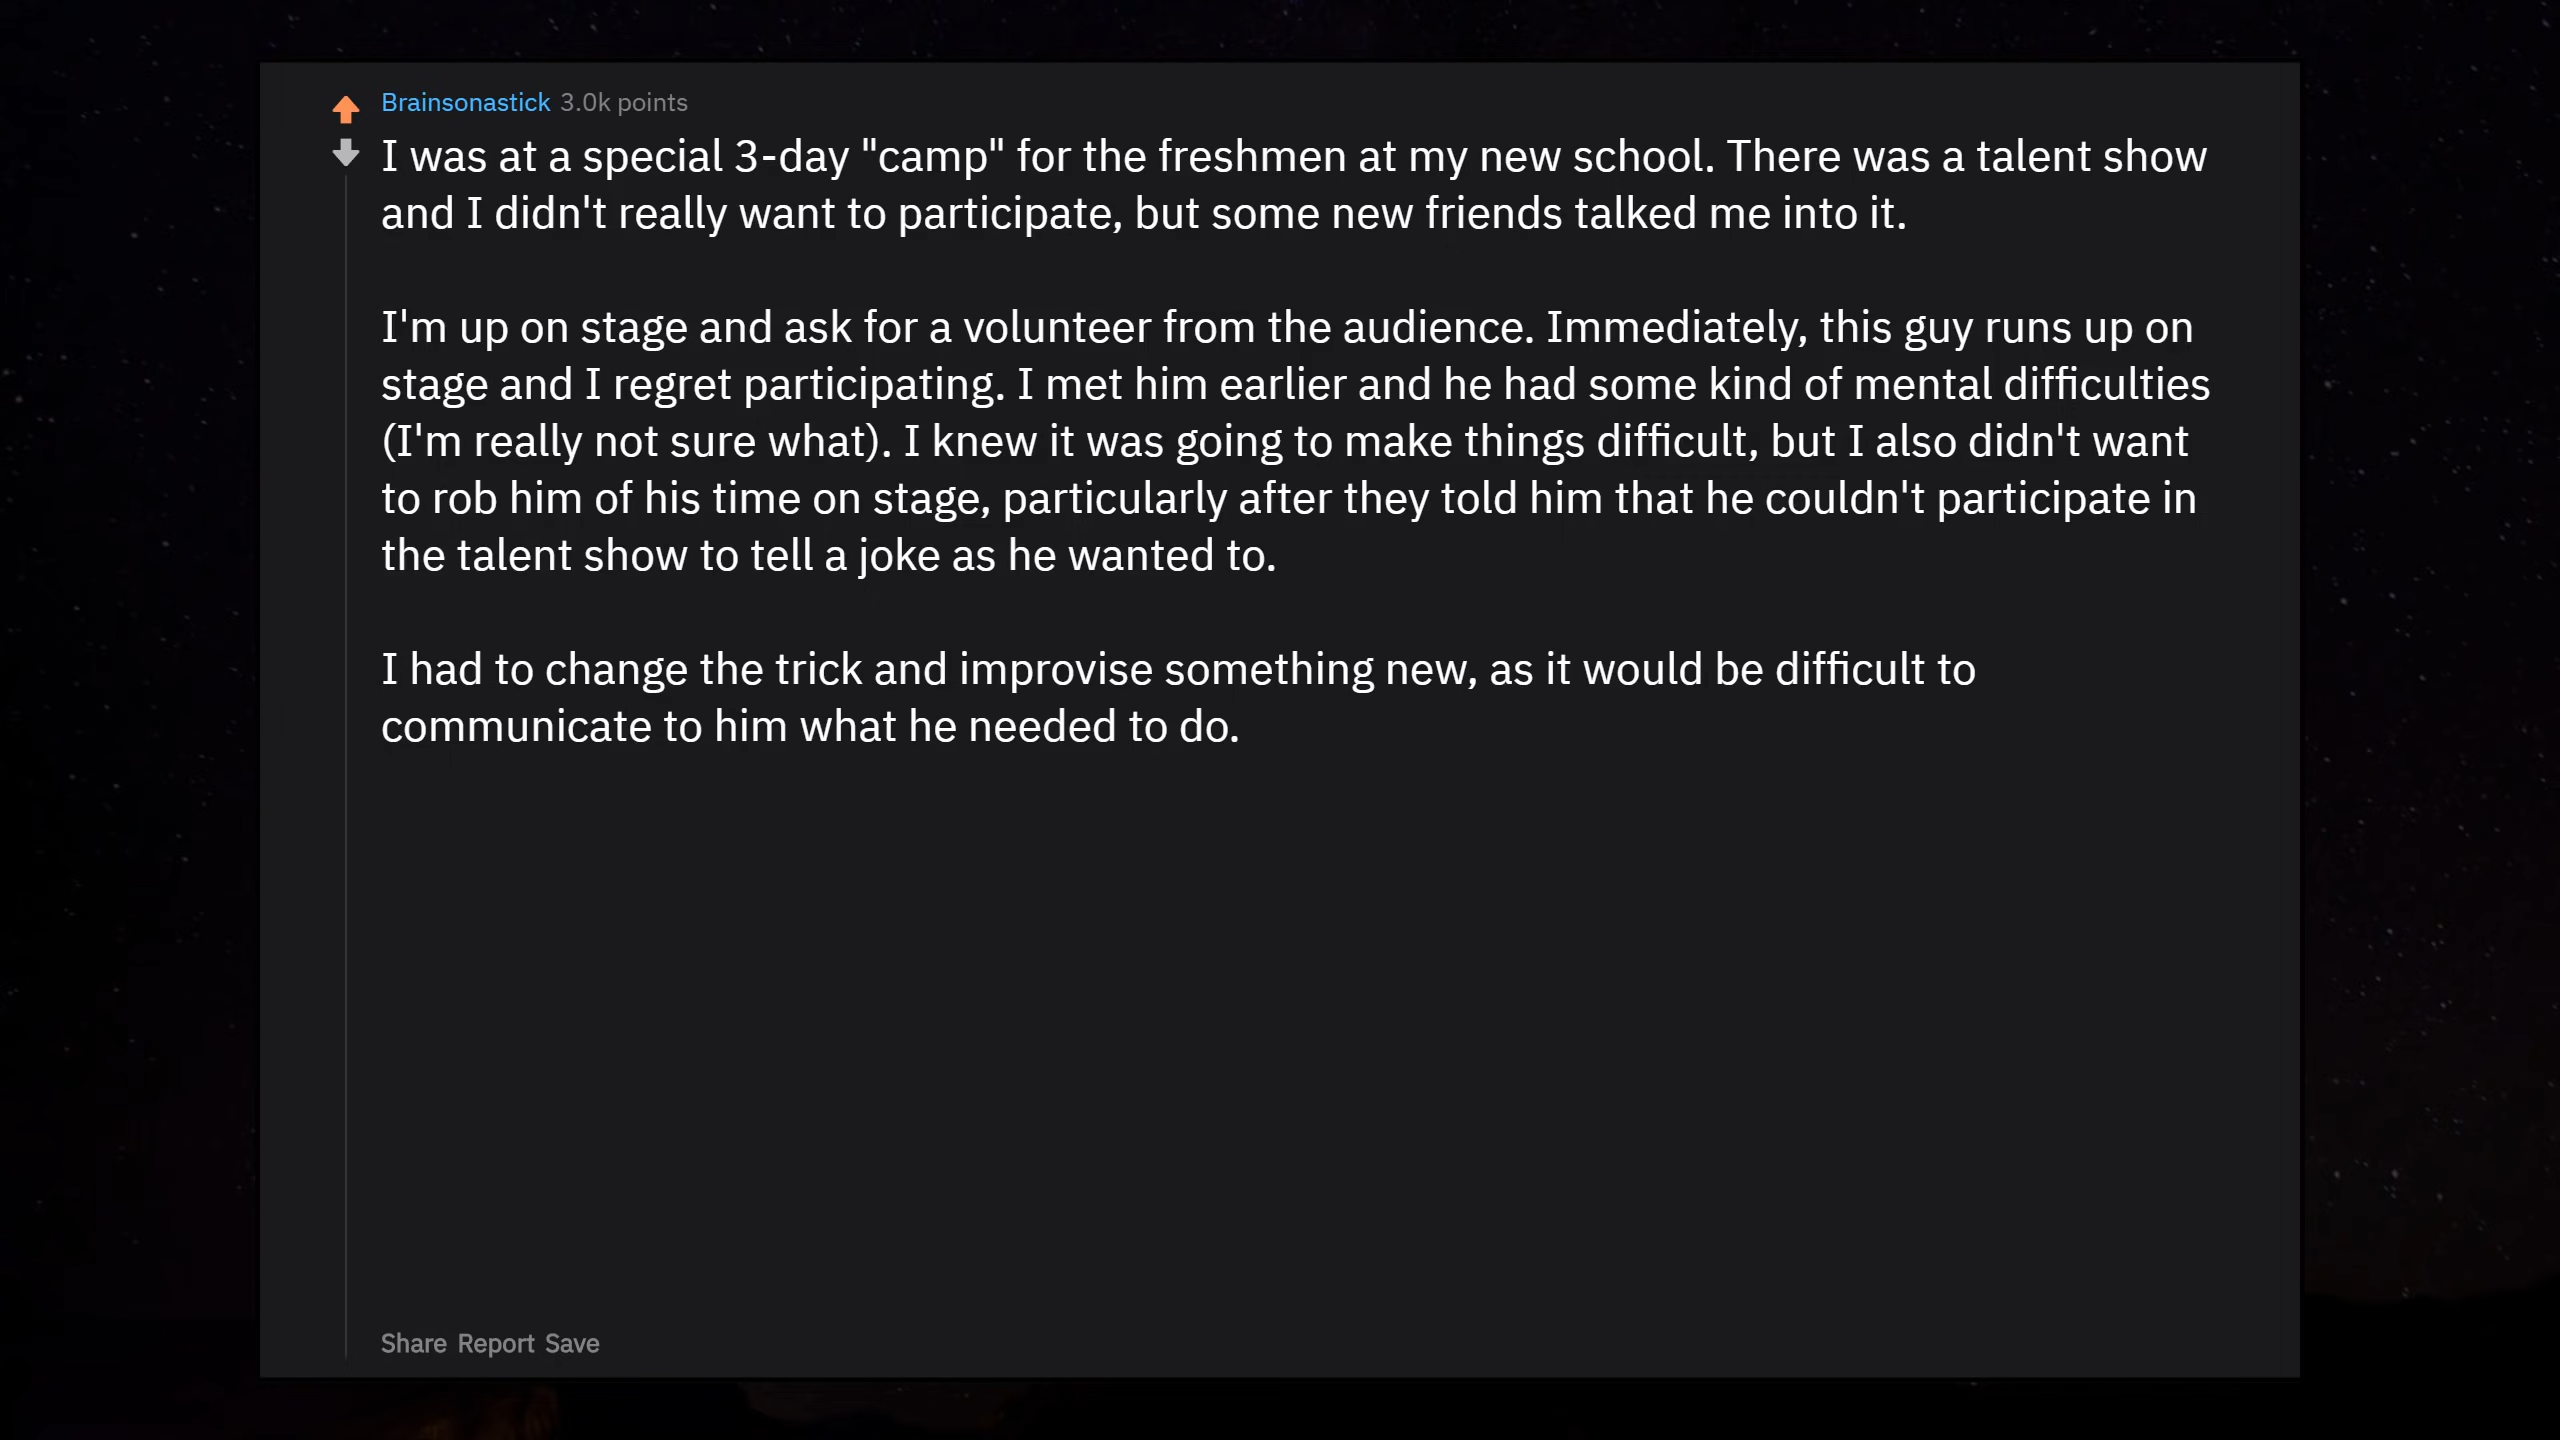 Brainsonastick 3.0k points
I was at a special 3-day "camp" for the freshmen at my new school. There was a talent show
and I didn't really want to participate, but some new friends talked me into it.
I'm up on stage and ask for a volunteer from the audience. Immediately, this guy runs up on
stage and I regret participating. I met him earlier and he had some kind of mental difficulties
(I'm really not sure what). I knew it was going to make things difficult, but I also didn't want
to rob him of his time on stage, particularly after they told him that he couldn't participate in
the talent show to tell a joke as he wanted to.
I had to change the trick and improvise something new, as it would be difficult to
communicate to him what he needed to do.
Share Report Save